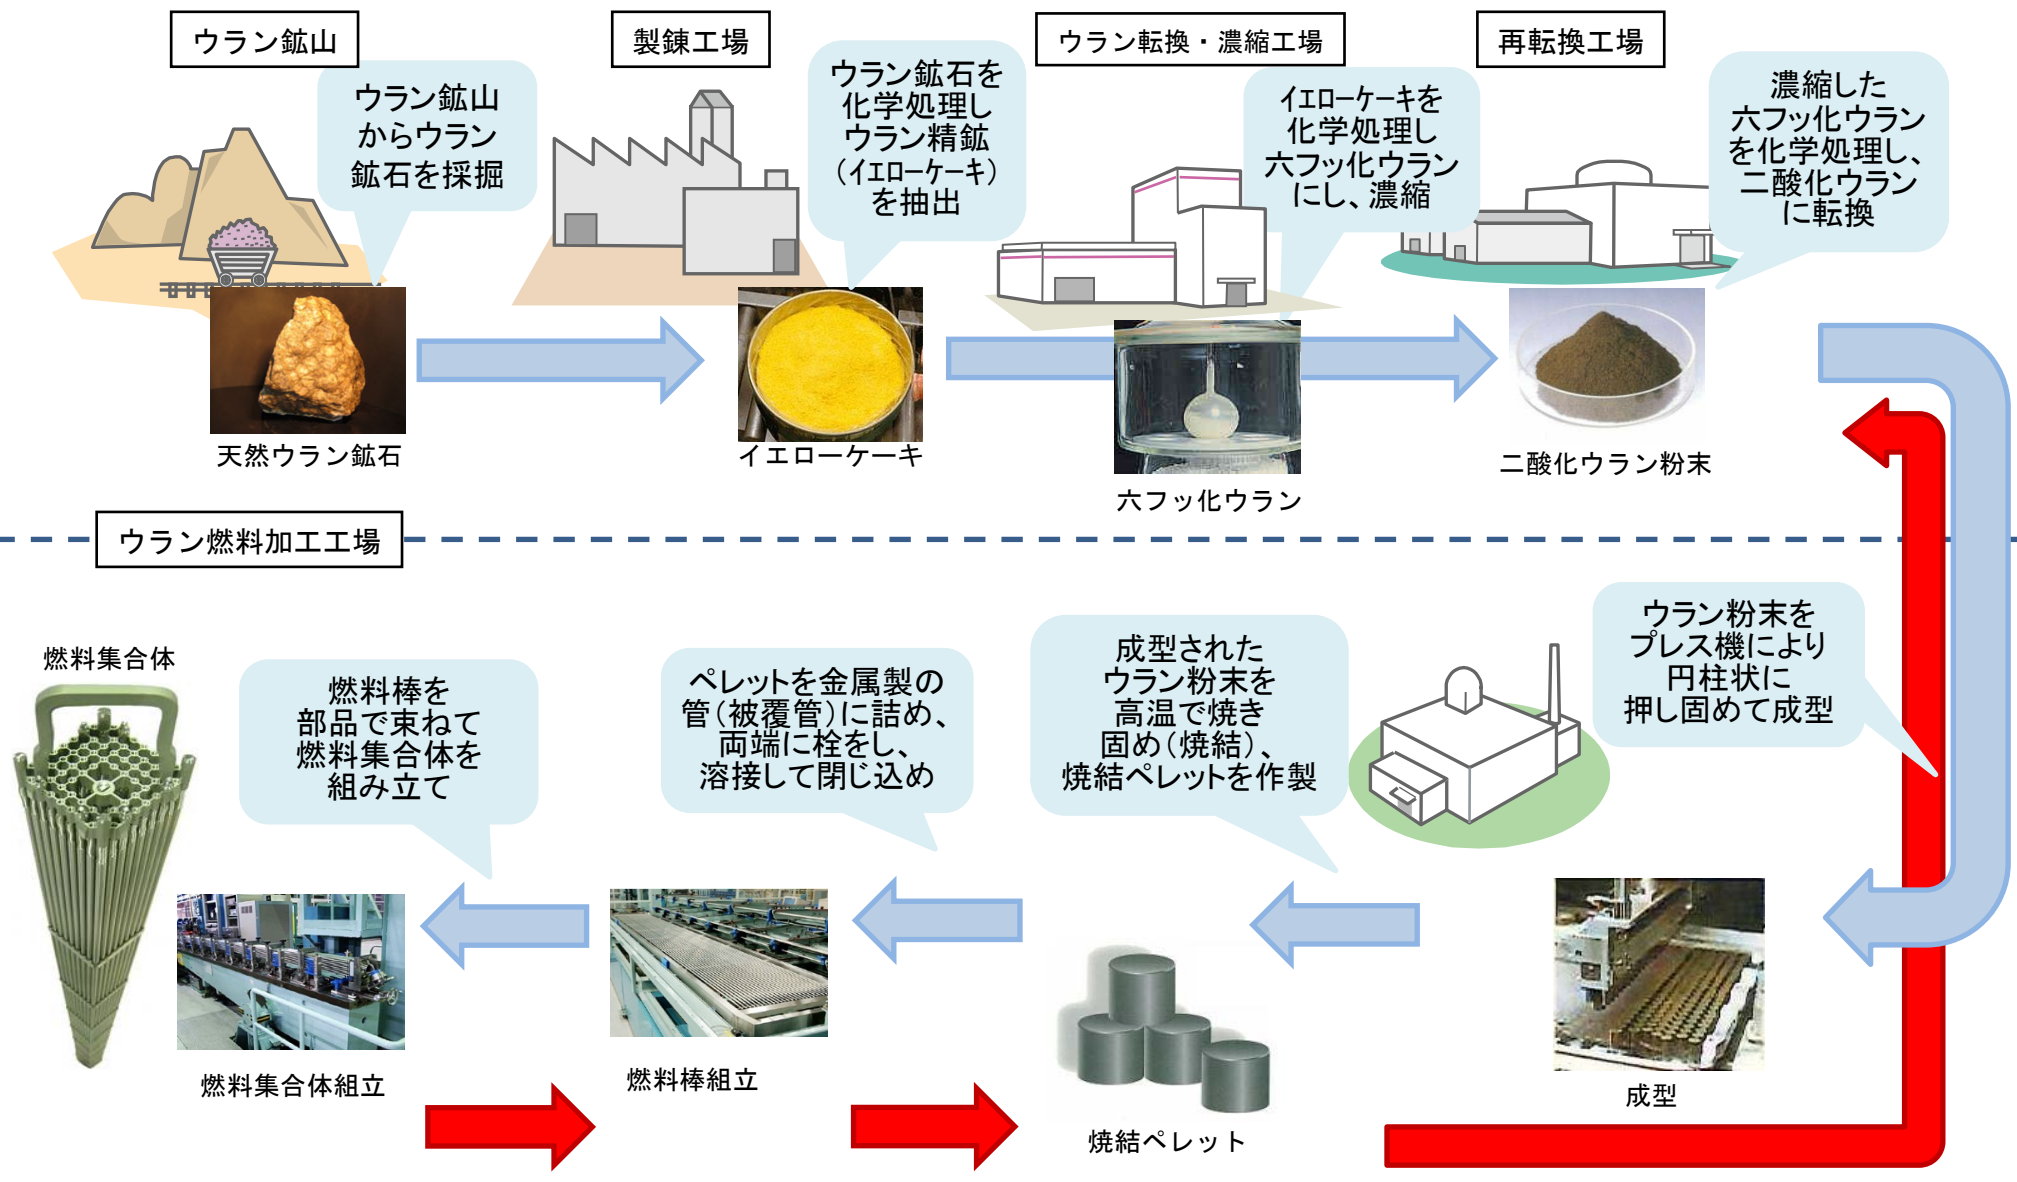 ウラン鉱山
製錬工場
ウラン転換・濃縮工場
再転換工場
ウラン鉱山
からウラン
鉱石を採掘
ウラン鉱石を
化学処理し
ウラン精鉱
（イエローケーキ）
を抽出
イエローケーキを
化学処理し
六フッ化ウラン
にし、濃縮
濃縮した
六フッ化ウラン
を化学処理し、
二酸化ウラン
に転換
天然ウラン鉱石
イエローケーキ
六フッ化ウラン
二酸化ウラン粉末
ウラン燃料加工工場
燃料集合体
燃料棒を
部品で束ねて
燃料集合体を
組み立て
ペレットを金属製の
管（被覆管）に詰め、
両端に栓をし、
溶接して閉じ込め
成型された
ウラン粉末を
高温で焼き
固め（焼結）、
焼結ペレットを作製
ウラン粉末を
プレス機により
円柱状に
押し固めて成型
燃料集合体組立
燃料棒組立
焼結ペレット
成型